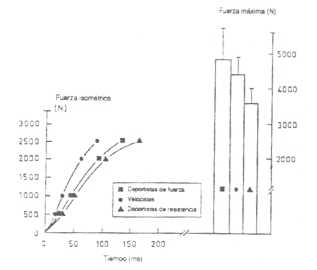 Fuerza máxima (N)
Fuerza isométrica
(N)
3000
2500
2000
1500
1000
500
0
5000
4000
3000
2000
Deportistas de fuerza
Velocistas
Deportistas de resistencia
0 50 100 150 200
Tiempo (ms)